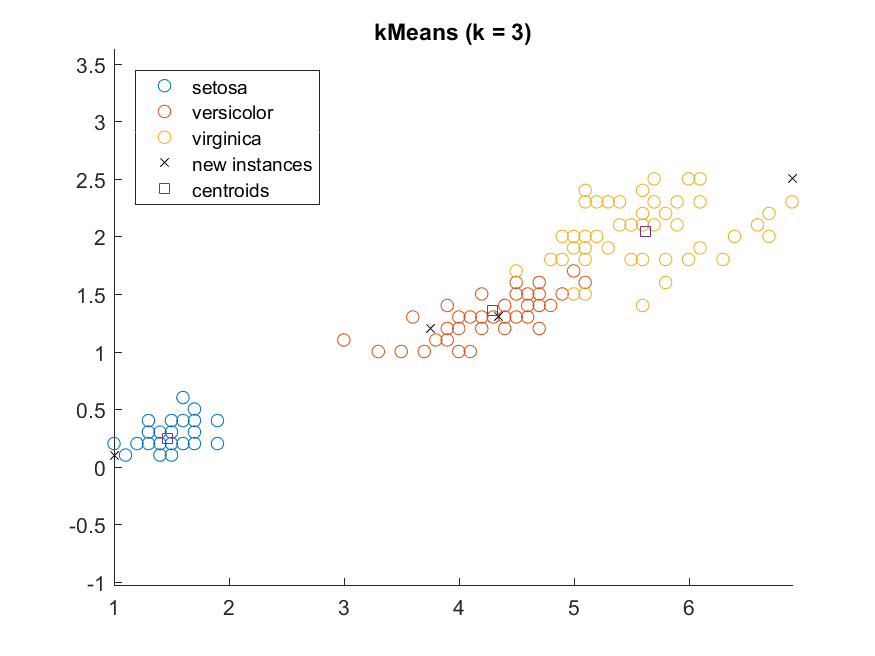 kMeans (k = 3)
3.5
3
2.5
2
1.5
1
0.5
0
-0.5
-1
setosa
versicolor
virginica
new instances
centroids
1 2 3 4 5 6